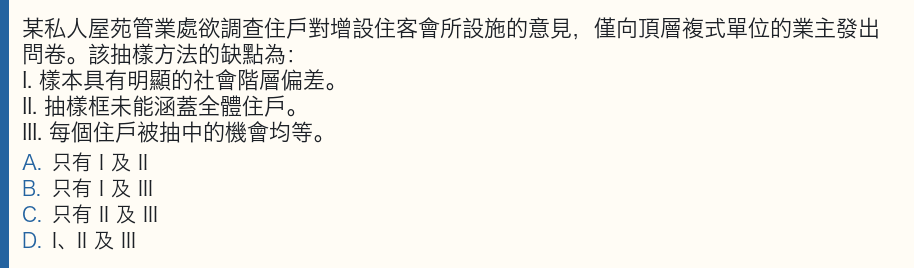 某私人屋苑管業處欲調查住戶對增設住客會所設施的意見，僅向頂層複式單位的業主發出
問卷。該抽樣方法的缺點為：
I. 樣本具有明顯的社會階層偏差。
II. 抽樣框未能涵蓋全體住戶。
III. 每個住戶被抽中的機會均等。
A. 只有 I 及 II
B. 只有 I 及 III
C. 只有 II 及 III
D. I、II 及 III